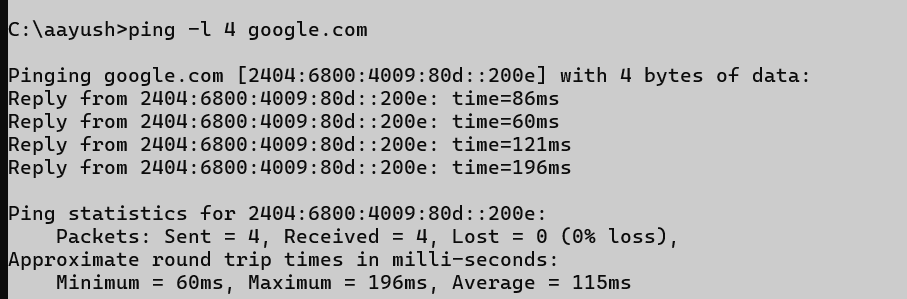 C:\aayush>ping -l 4 google.com
Pinging google.com [2404:6800:4009:80d::200e] with 4 bytes of data:
Reply from 2404:6800:4009:80d::200e: time=86ms
Reply from 2404:6800:4009:80d::200e: time=60ms
Reply from 2404:6800:4009:80d::200e: time=121ms
Reply from 2404:6800:4009:80d::200e: time=196ms
Ping statistics for 2404:6800:4009:80d::200e:
Packets: Sent = 4, Received = 4, Lost = 0 (0% loss),
Approximate round trip times in milli-seconds:
Minimum = 60ms, Maximum = 196ms, Average = 115ms